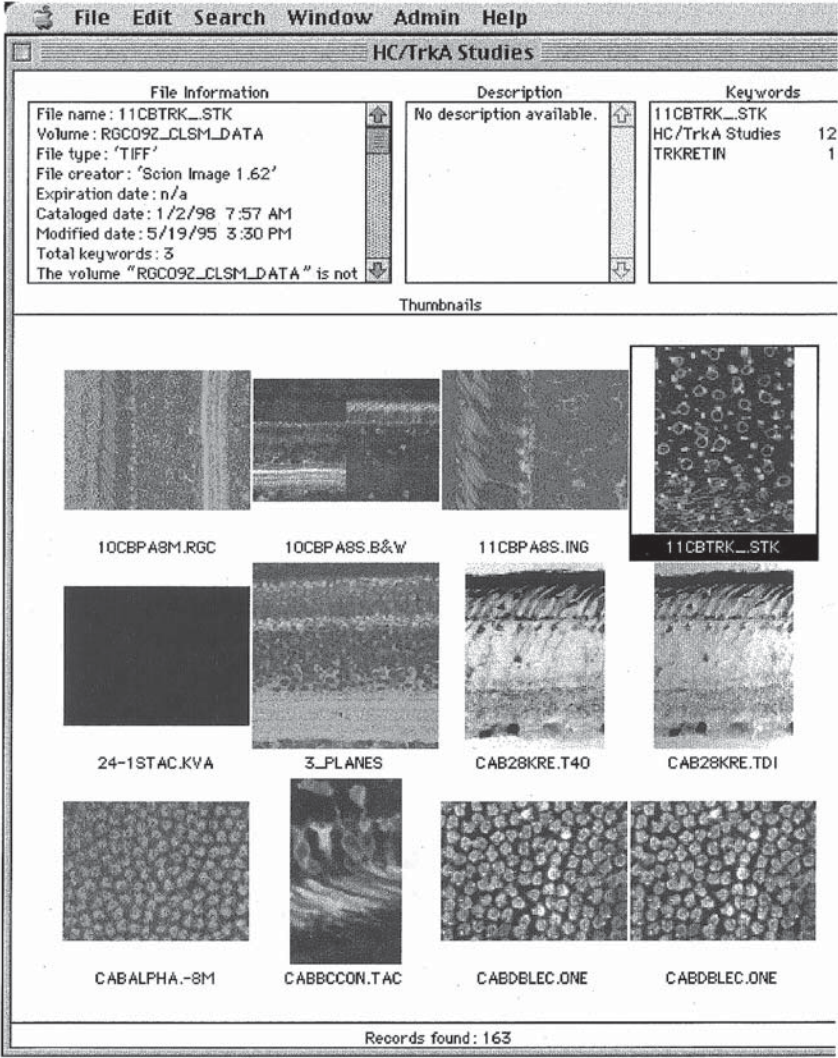 File Edit Search Window Admin Help
HC/TrkA Studies
File Information
File name: 11CBTRK_.STK
Volume: RGC09Z_CLSM_DATA
File type: 'TIFF'
File creator: 'Scion Image 1.62'
Expiration date: n/a
Cataloged date: 1/2/98 7:57 AM
Modified date: 5/19/95 3:30 PM
Total keywords: 3
The volume "RGC09Z_CLSM_DATA" is not
Description
No description available.
Keywords
11CBTRK_.STK
HC/TrkA Studies 12
TRKRETIN 1
Thumbnails
10CBPA8M.RGC 10CBPA8S.B&W 11CBPA8S.ING 11CBTRK_.STK
24-1STAC.KVA 3_PLANES CAB28KRE.T40 CAB28KRE.TDI
CABALPHA.-8M CABBCCON.TAC CABDBLEC.ONE CABDBLEC.ONE
Records found: 163